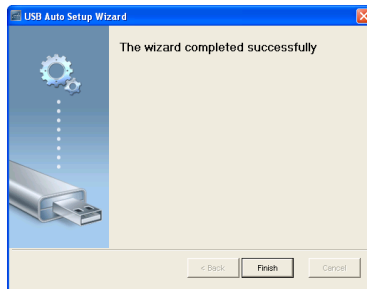 USB Auto Setup Wizard
The wizard completed successfully
< Back
Finish
Cancel